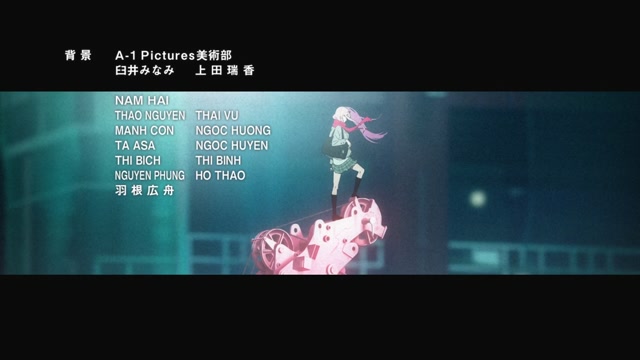 背景 A-1 Pictures美術部
臼井みなみ 上田瑞香
NAM HAI
THAO NGUYEN THAI VU
MANH CON NGOC HUONG
TA ASA NGOC HUYEN
THI BICH THI BINH
NGUYEN PHUNG HO THAO
羽根広舟